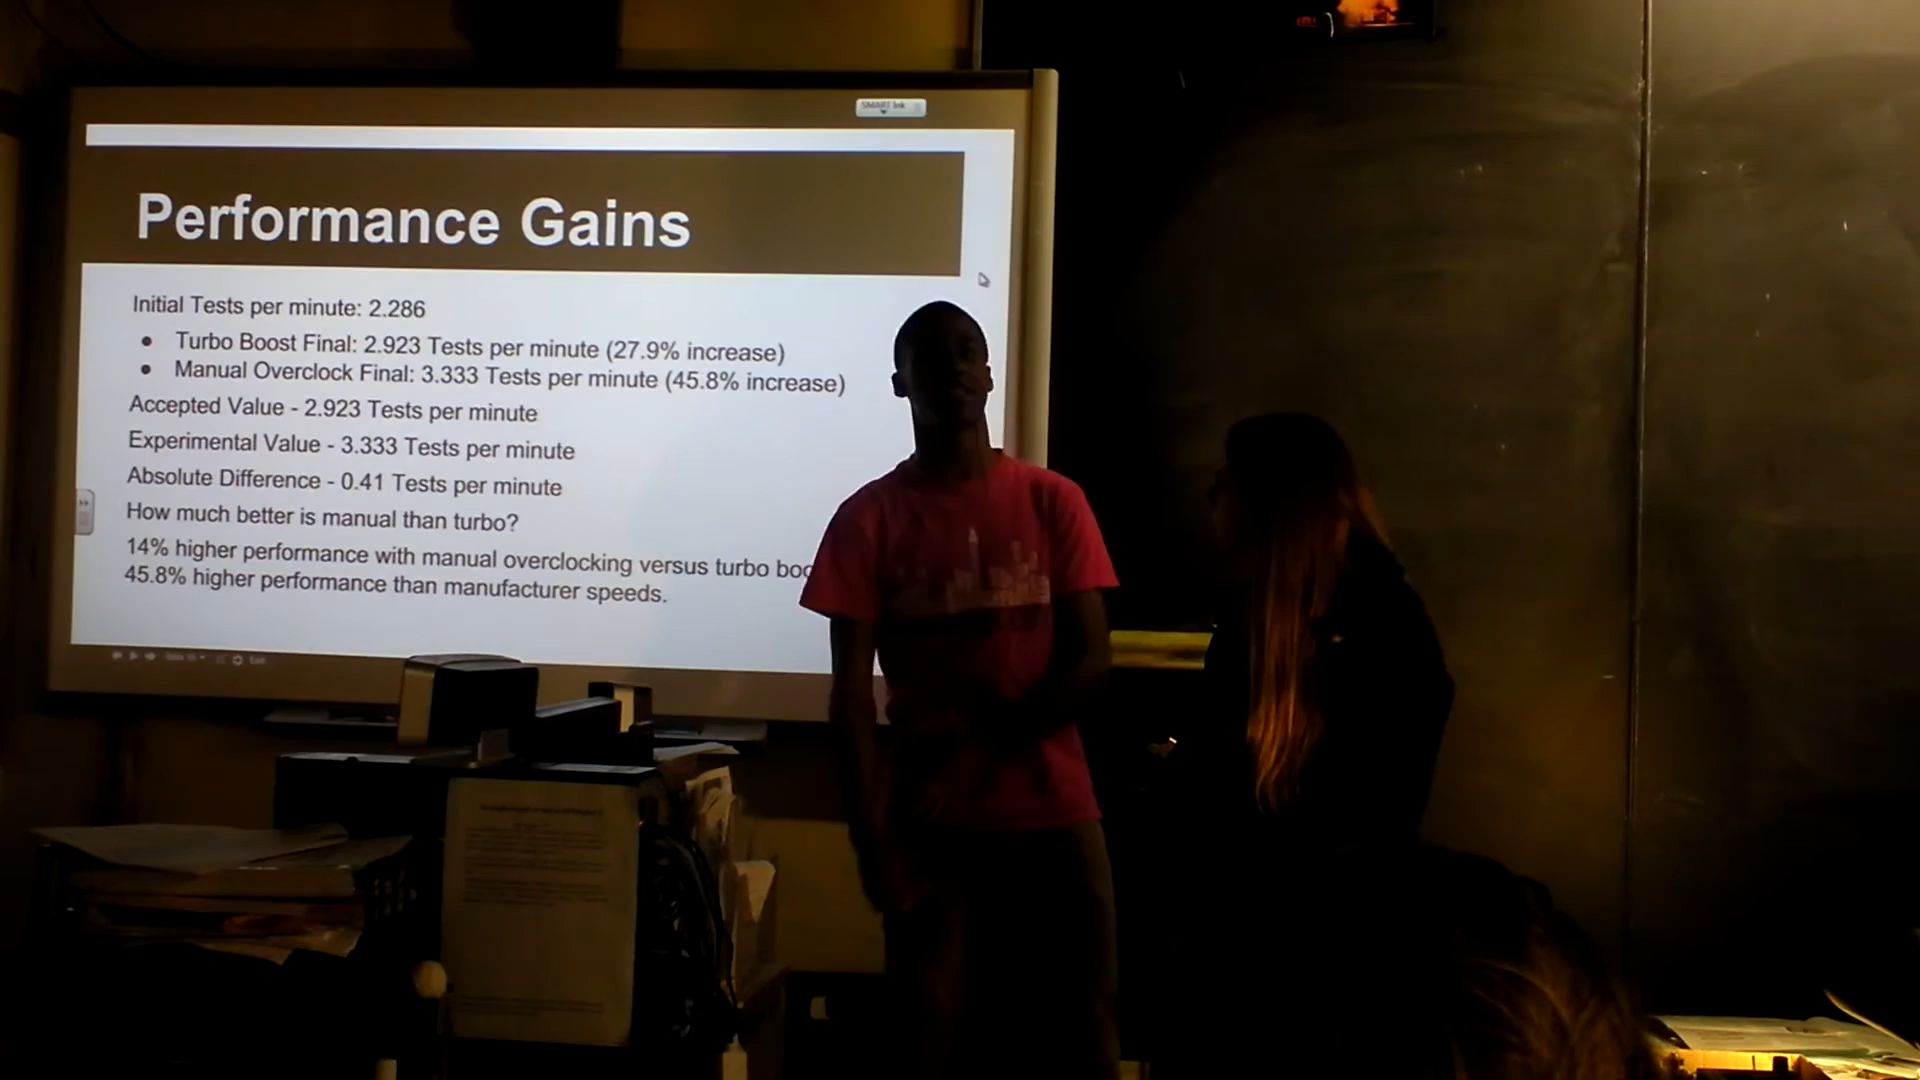 SMART Ink
Performance Gains
Initial Tests per minute: 2.286
● Turbo Boost Final: 2.923 Tests per minute (27.9% increase)
● Manual Overclock Final: 3.333 Tests per minute (45.8% increase)
Accepted Value - 2.923 Tests per minute
Experimental Value - 3.333 Tests per minute
Absolute Difference - 0.41 Tests per minute
How much better is manual than turbo?
14% higher performance with manual overclocking versus turbo boo
45.8% higher performance than manufacturer speeds.